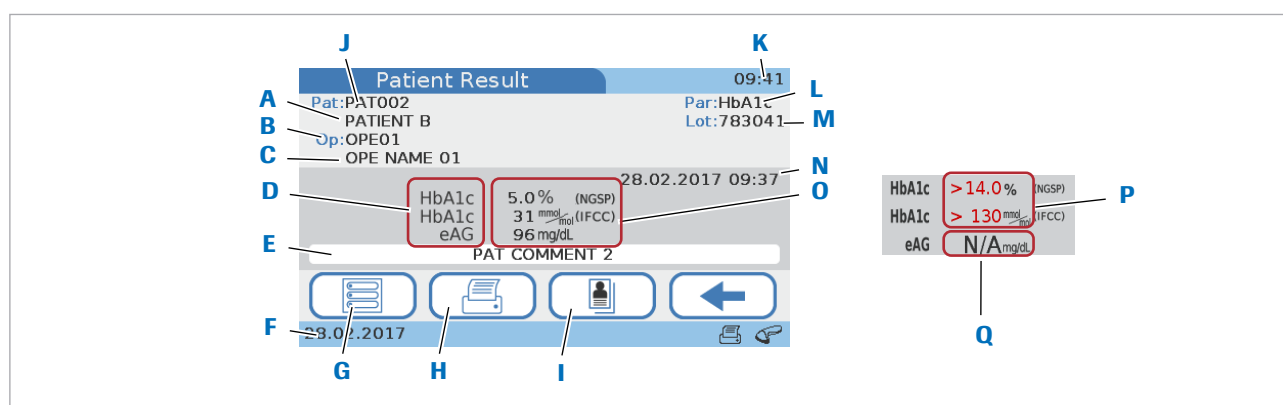 J
K
Patient Result 09:41
L
A Pat:PAT002 Par:HbA1c
PATIENT B Lot:783041 M
B Op:OPE01
C OPE NAME 01
N
28.02.2017 09:37
D O
HbA1c 5.0% (NGSP)
HbA1c 31 mmol/mol (IFCC)
eAG 96 mg/dL
E PAT COMMENT 2
F 28.02.2017
G H I
HbA1c >14.0% (NGSP)
P
HbA1c > 130 mmol/mol (IFCC)
eAG N/A mg/dL
Q